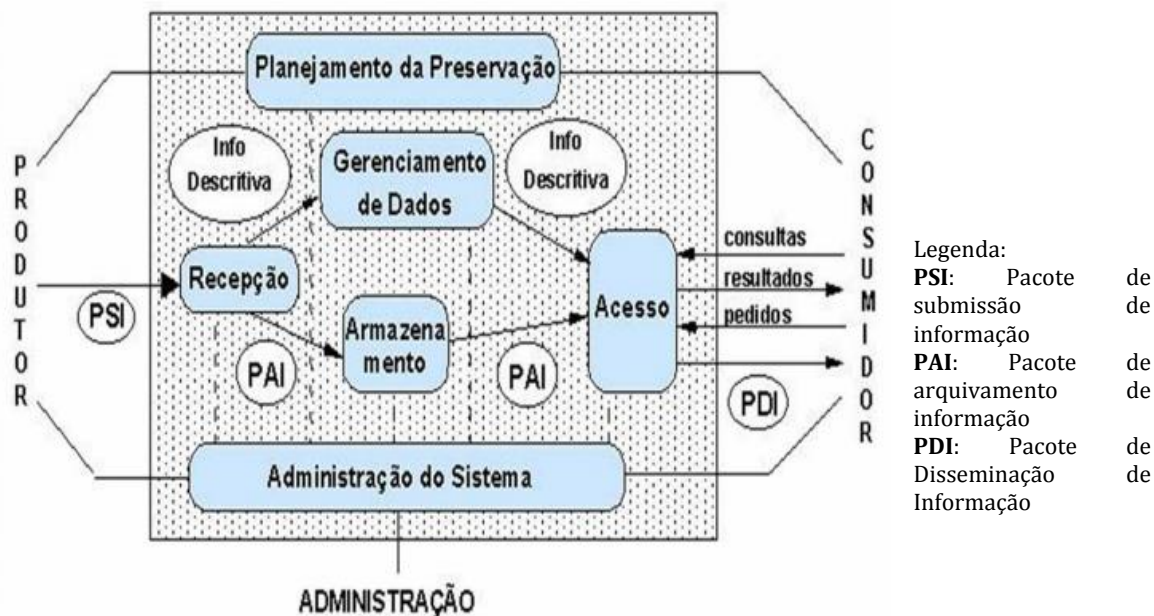 Planejamento da Preservação
Info
Descritiva
Gerenciamento
de Dados
Info
Descritiva
PRODUTOR
CONSUMIDOR
Recepção
PSI
Armazena
mento
PAI
PAI
Acesso
consultas
resultados
pedidos
PDI
Administração do Sistema
ADMINISTRAÇÃO
Legenda:
PSI: Pacote de
submissão de
informação
PAI: Pacote de
arquivamento de
informação
PDI: Pacote de
Disseminação de
Informação